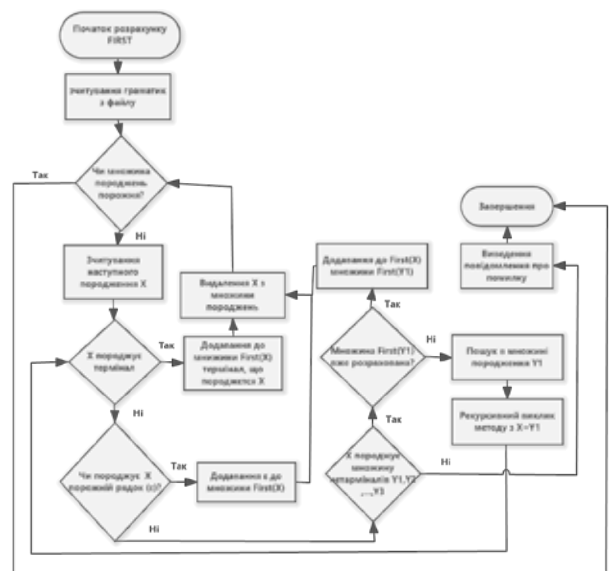 Початок розрахунку
FIRST
Зчитування граматик
з файлу
Чи множина
породжень
порожня?
Так
Ні
Зчитування
наступного
породження X
X породжує
термінал
Так
Ні
Додавання до
множини First(X)
термінал, що
породжется X
Видалення X з
множини
породжень
Чи породжує X
порожній рядок (ε)?
Так
Ні
Додавання ε до
множини First(X)
X породжує
множину
нетерміналів Y1,Y2
,...,Y3
Так
Ні
Множина First(Y1)
вже розрахована?
Так
Ні
Додавання до First(X)
множини First(Y1)
Пошук в множині
породження Y1
Рекурсивний виклик
методу з X=Y1
Виведення
повідомлення про
помилку
Завершення